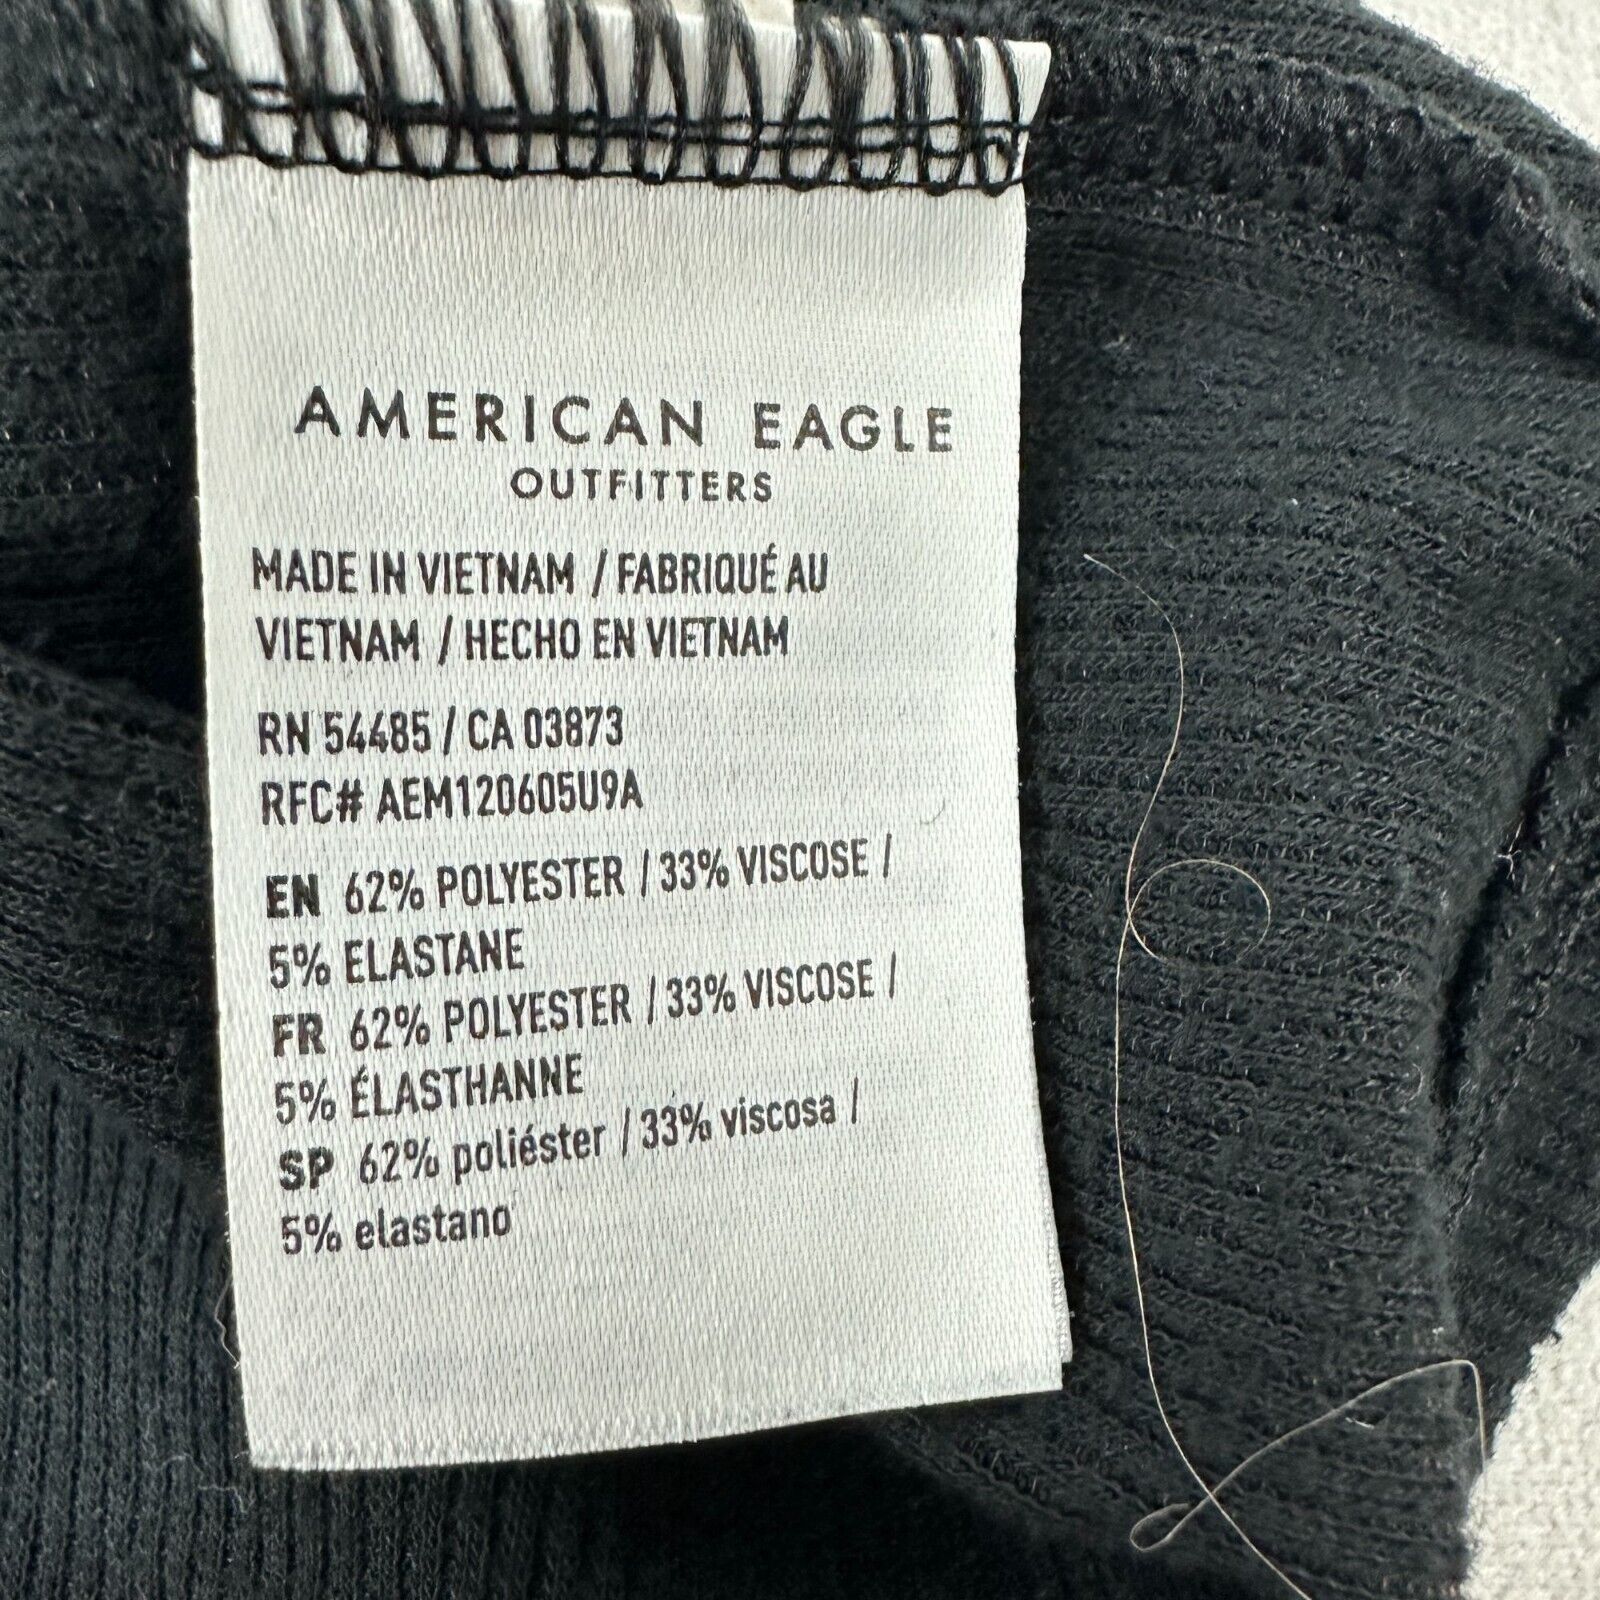 AMERICAN EAGLE
OUTFITTERS
MADE IN VIETNAM / FABRIQUÉ AU
VIETNAM / HECHO EN VIETNAM
RN 54485 / CA 03873
RFC# AEM120605U9A
EN 62% POLYESTER / 33% VISCOSE /
5% ELASTANE
FR 62% POLYESTER / 33% VISCOSE /
5% ÉLASTHANNE
SP 62% poliéster / 33% viscosa /
5% elastano